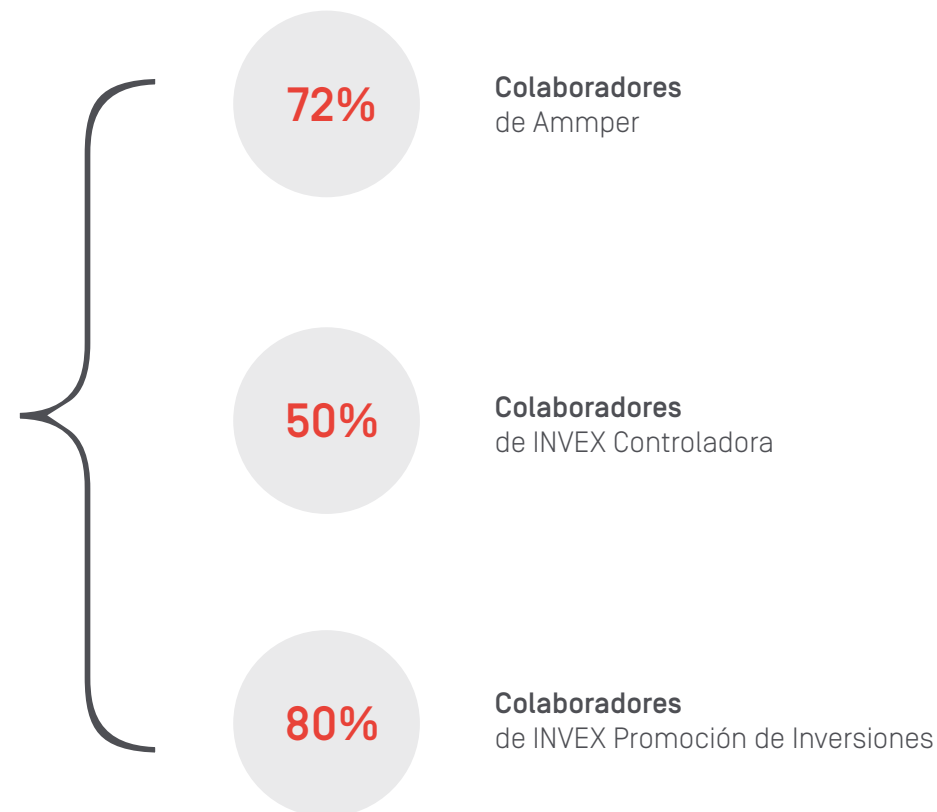 72%
Colaboradores
de Ammper
50%
Colaboradores
de INVEX Controladora
80%
Colaboradores
de INVEX Promoción de Inversiones